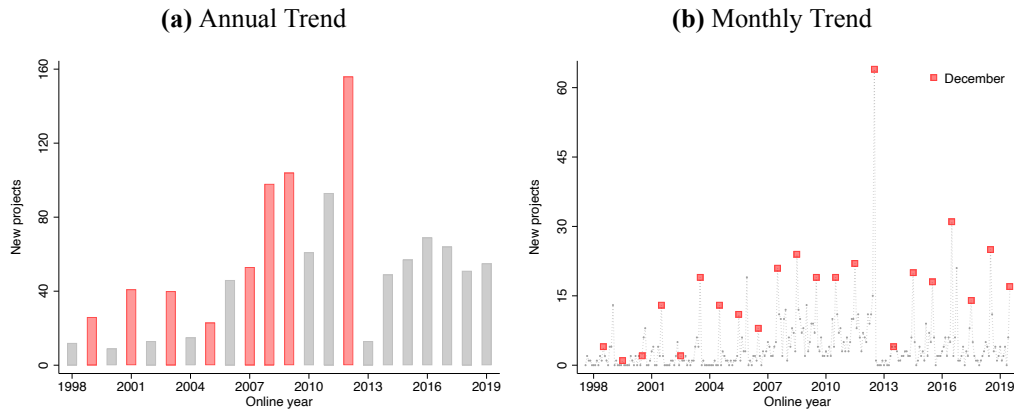 (a) Annual Trend
160
120
80
40
0
New projects
1998 2001 2004 2007 2010 2013 2016 2019
Online year
(b) Monthly Trend
December
60
45
30
15
0
New projects
1998 2001 2004 2007 2010 2013 2016 2019
Online year